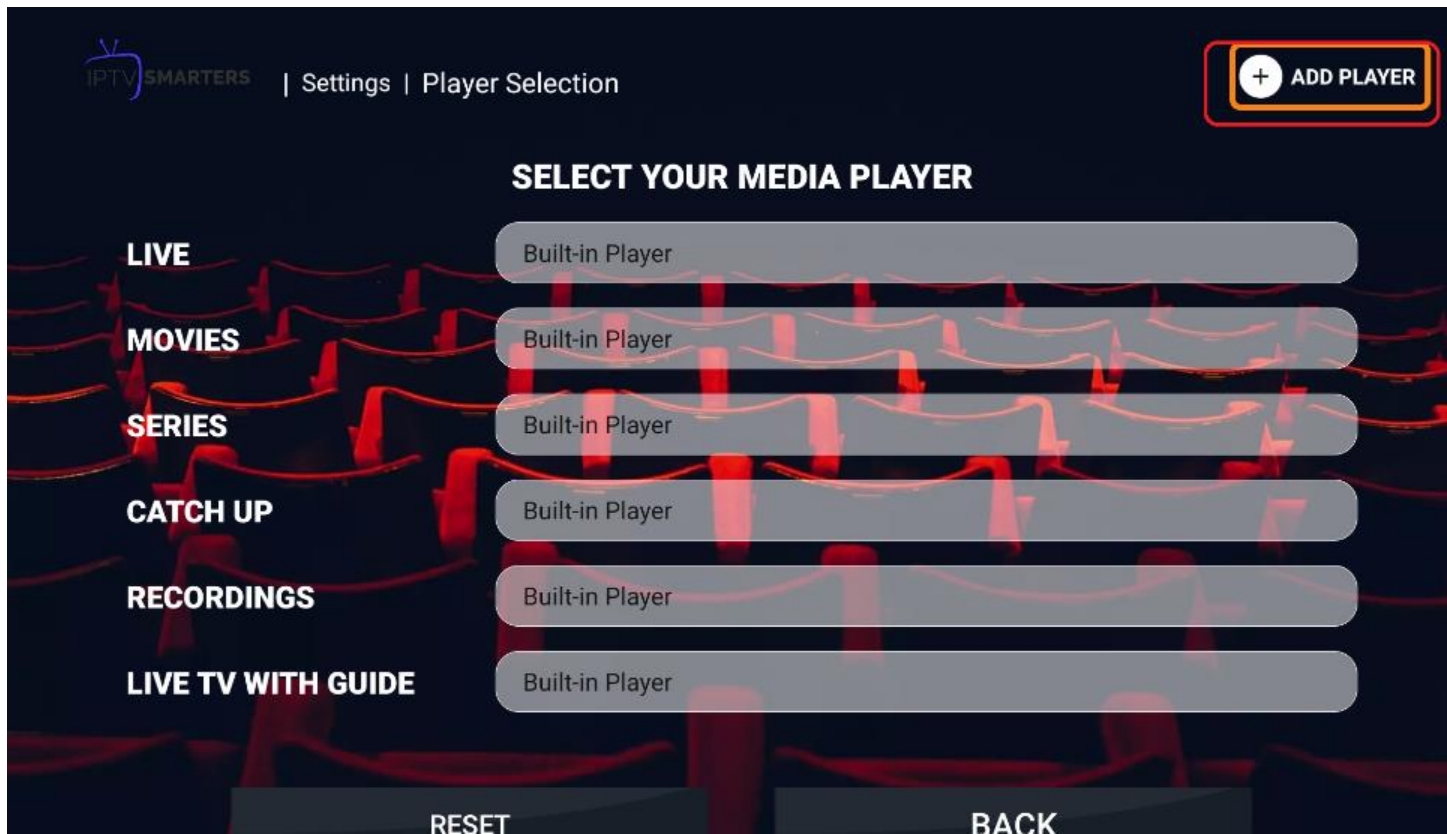 IPTV SMARTERS | Settings | Player Selection
+ ADD PLAYER
SELECT YOUR MEDIA PLAYER
LIVE Built-in Player
MOVIES Built-in Player
SERIES Built-in Player
CATCH UP Built-in Player
RECORDINGS Built-in Player
LIVE TV WITH GUIDE Built-in Player
RESET BACK